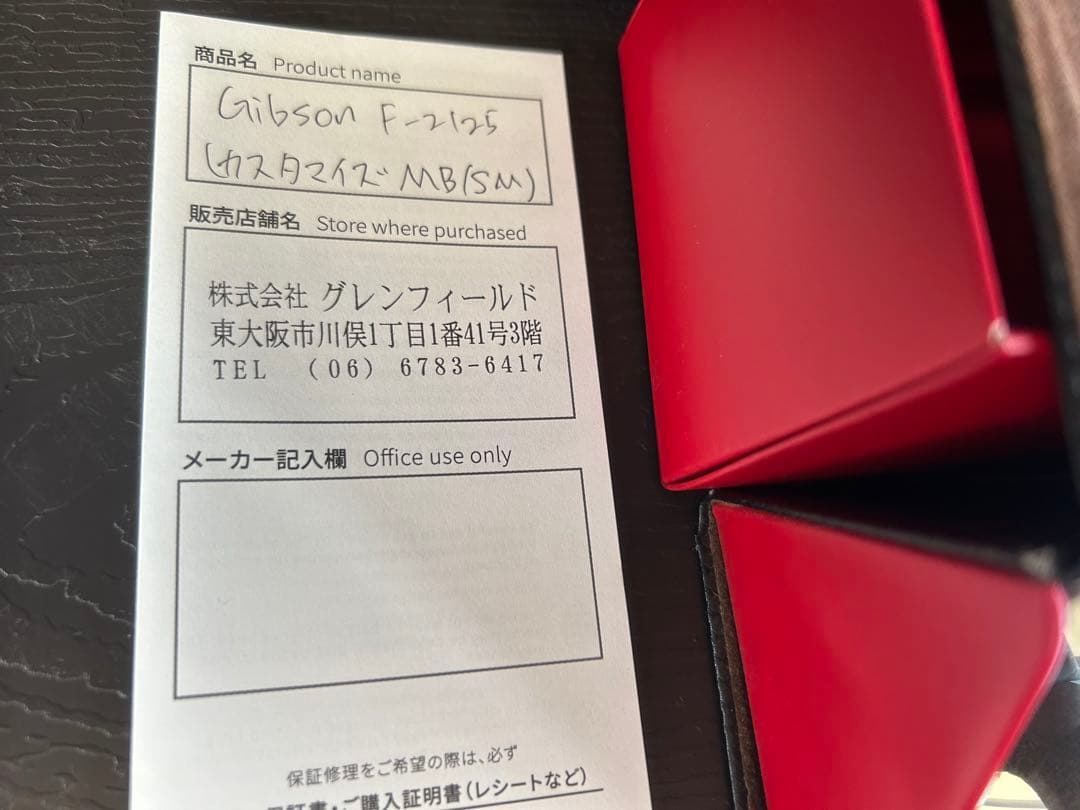 商品名 Product name
Gibson F-2125
(カスタマイズ MB(SM)
販売店舗名 Store where purchased
株式会社 グレンフィールド
東大阪市川俣1丁目1番41号3階
TEL (06) 6783-6417
メーカー記入欄 Office use only
保証修理をご希望の際は、必ず
保証書・ご購入証明書(レシートなど)